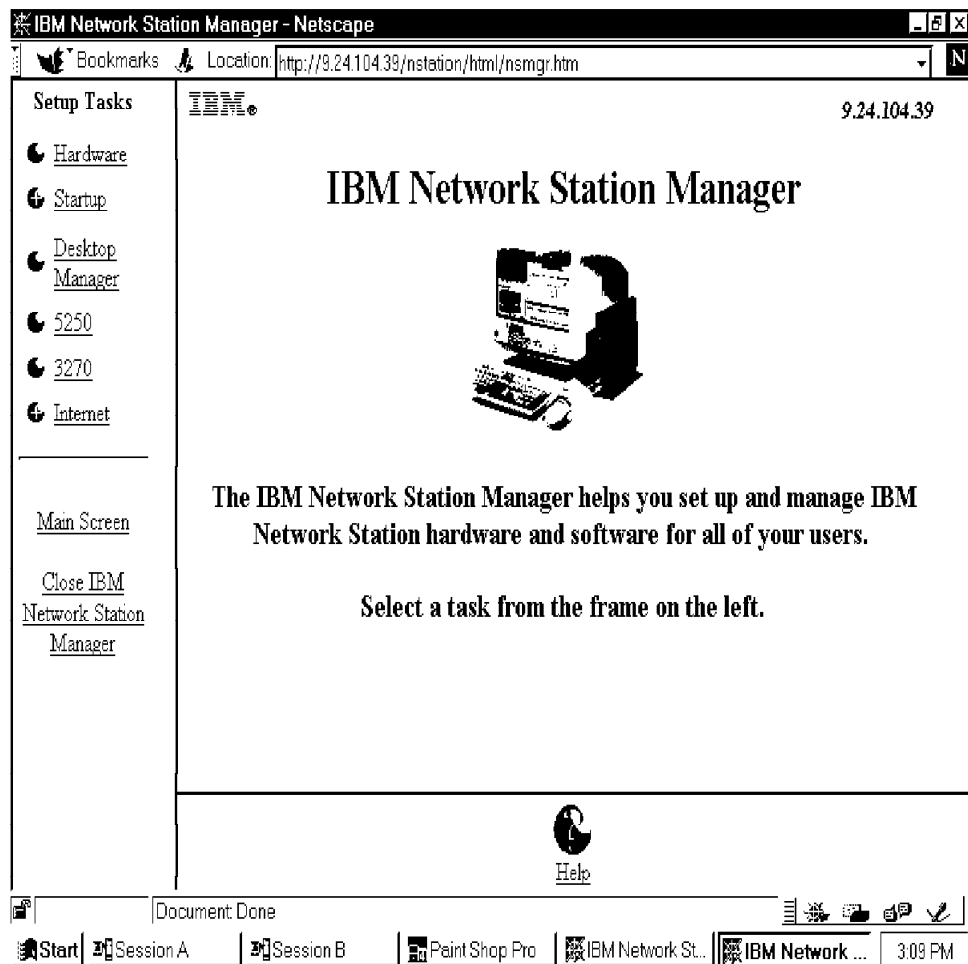 IBM Network Station Manager - Netscape
Bookmarks Location: http://9.24.104.39/nstation/html/nsmgr.htm N
Setup Tasks
Hardware
Startup
Desktop
Manager
5250
3270
Internet
Main Screen
Close IBM
Network Station
Manager
IBM®
9.24.104.39
IBM Network Station Manager
The IBM Network Station Manager helps you set up and manage IBM
Network Station hardware and software for all of your users.
Select a task from the frame on the left.
Help
Document: Done
Start Session A Session B Paint Shop Pro IBM Network St... IBM Network ... 3:09 PM